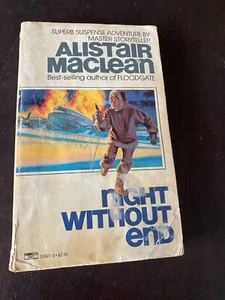 SUPERB SUSPENSE-ADVENTURE BY
MASTER STORYTELLER
ALISTAIR
MACLEAN
Best-selling author of FLOODGATE
NIGHT
WITHOUT
END